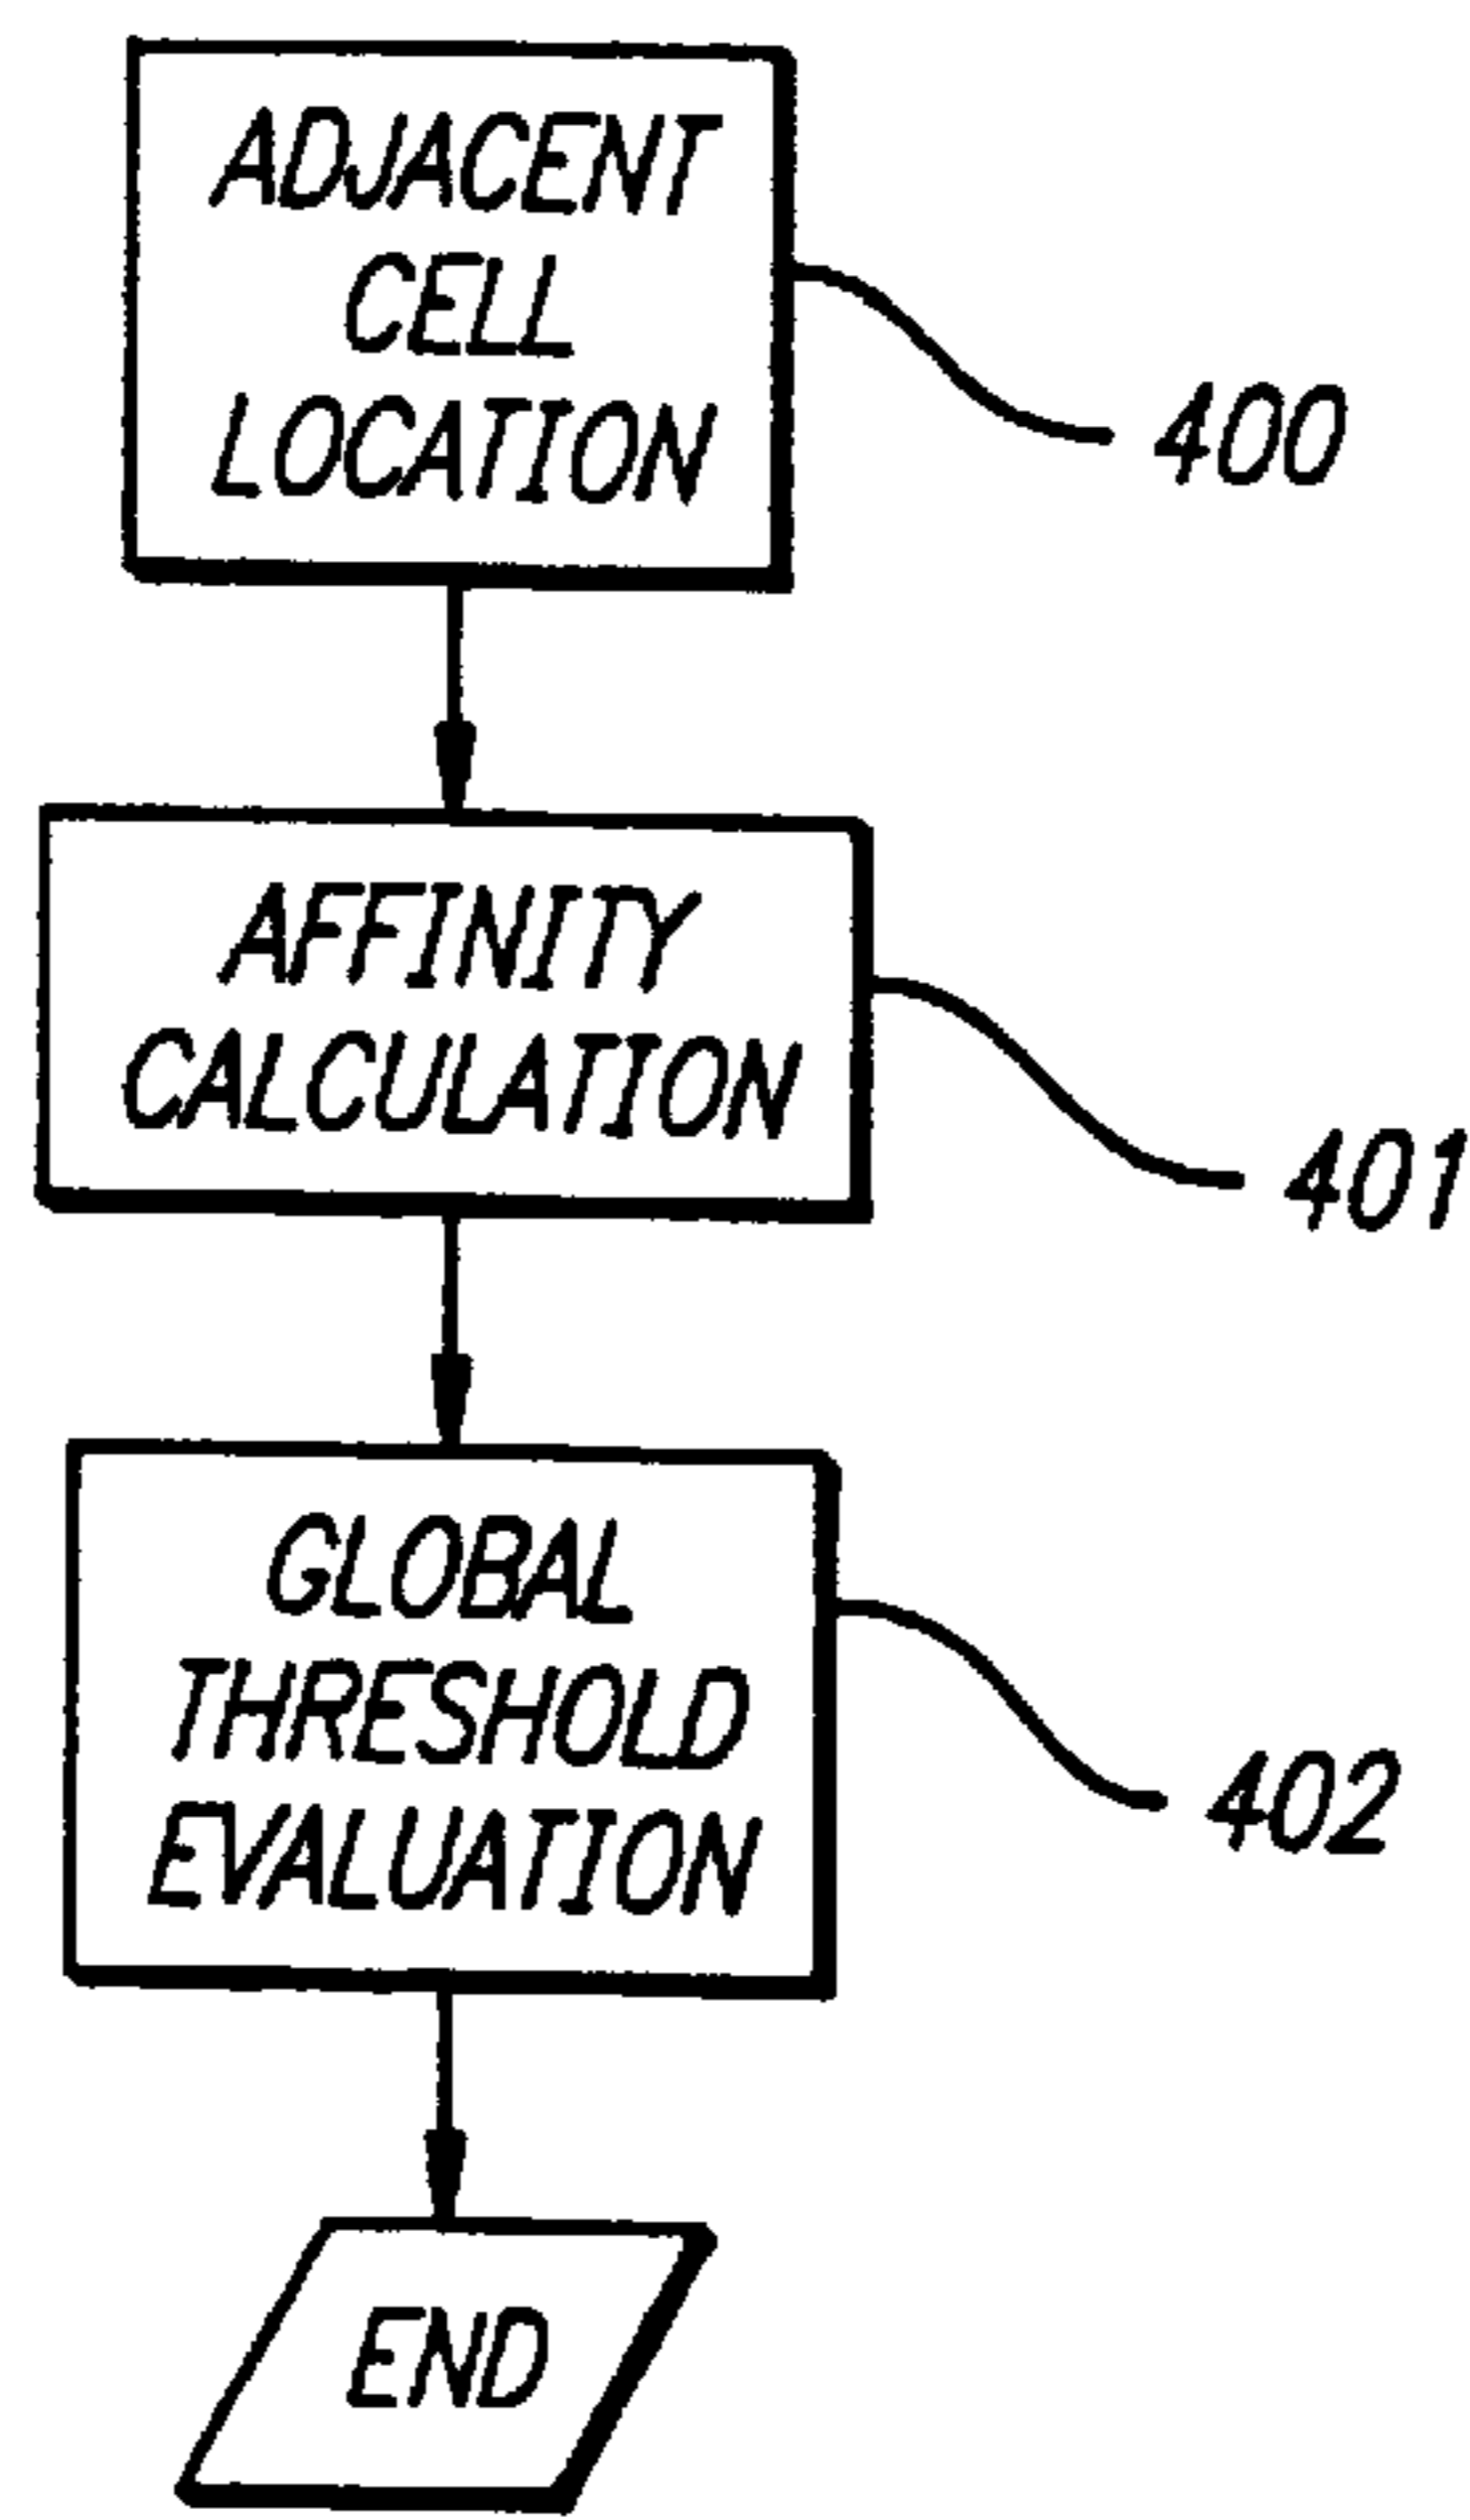 ADJACENT
CELL
LOCATION
400
AFFINITY
CALCULATION
401
GLOBAL
THRESHOLD
EVALUATION
402
END